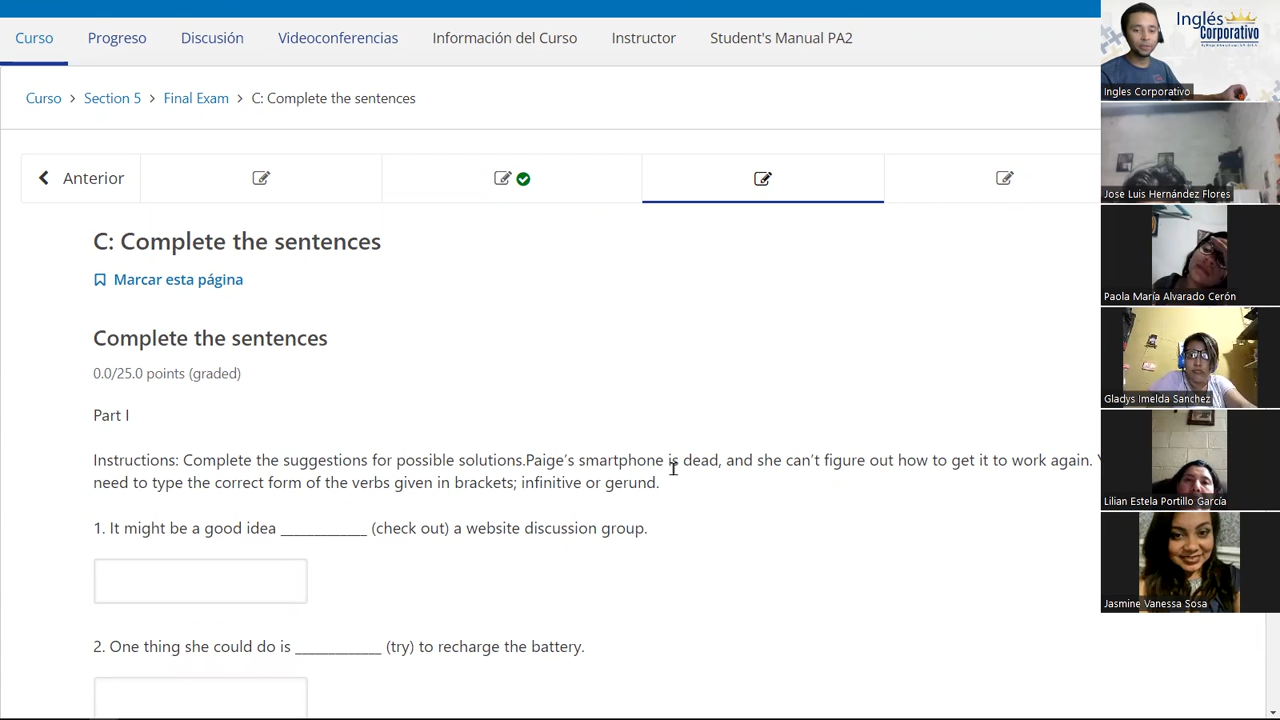 Curso Progreso Discusión Videoconferencias rmación del Curso Instructor Student's Manual PA2
Curso > Section 5 > Final Exam > C: Complete the sentences
Anterior
C: Complete the sentences
Marcar esta página
Complete the sentences
0.0/25.0 points (graded)
Part I
Instructions: Complete the suggestions for possible solutions.Paige’s smartphone is dead, and she can’t figure out how to get it to work again.
need to type the correct form of the verbs given in brackets; infinitive or gerund.
1. It might be a good idea _____________ (check out) a website discussion group.
2. One thing she could do is _____________ (try) to recharge the battery.
Inglés
Corporativo
Ingles Corporativo
Jose Luis Hernández Flores
Paola María Alvarado Cerón
Gladys Imelda Sanchez
Lilian Estela Portillo García
Jasmine Vanessa Sosa